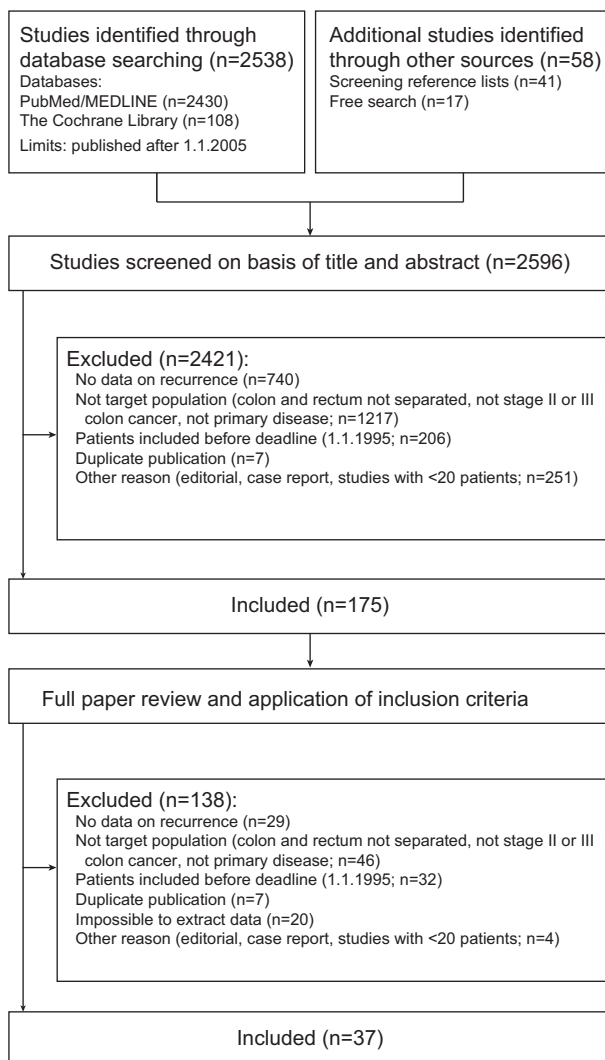 Studies identified through
database searching (n=2538)
Databases:
PubMed/MEDLINE (n=2430)
The Cochrane Library (n=108)
Limits: published after 1.1.2005
Additional studies identified
through other sources (n=58)
Screening reference lists (n=41)
Free search (n=17)
Studies screened on basis of title and abstract (n=2596)
Excluded (n=2421):
No data on recurrence (n=740)
Not target population (colon and rectum not separated, not stage II or III
colon cancer, not primary disease; n=1217)
Patients included before deadline (1.1.1995; n=206)
Duplicate publication (n=7)
Other reason (editorial, case report, studies with <20 patients; n=251)
Included (n=175)
Full paper review and application of inclusion criteria
Excluded (n=138):
No data on recurrence (n=29)
Not target population (colon and rectum not separated, not stage II or III
colon cancer, not primary disease; n=46)
Patients included before deadline (1.1.1995; n=32)
Duplicate publication (n=7)
Impossible to extract data (n=20)
Other reason (editorial, case report, studies with <20 patients; n=4)
Included (n=37)